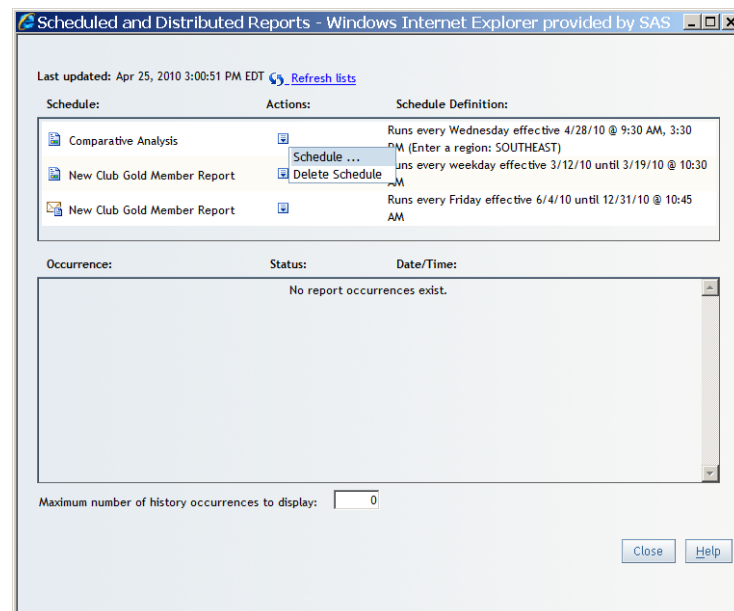 Scheduled and Distributed Reports - Windows Internet Explorer provided by SAS
Last updated: Apr 25, 2010 3:00:51 PM EDT Refresh lists
Schedule: Actions: Schedule Definition:
Comparative Analysis Runs every Wednesday effective 4/28/10 @ 9:30 AM, 3:30
PM (Enter a region: SOUTHEAST)
Schedule ...
Delete Schedule
New Club Gold Member Report Runs every weekday effective 3/12/10 until 3/19/10 @ 10:30
AM
New Club Gold Member Report Runs every Friday effective 6/4/10 until 12/31/10 @ 10:45
AM
Occurrence: Status: Date/Time:
No report occurrences exist.
Maximum number of history occurrences to display: 0
Close Help